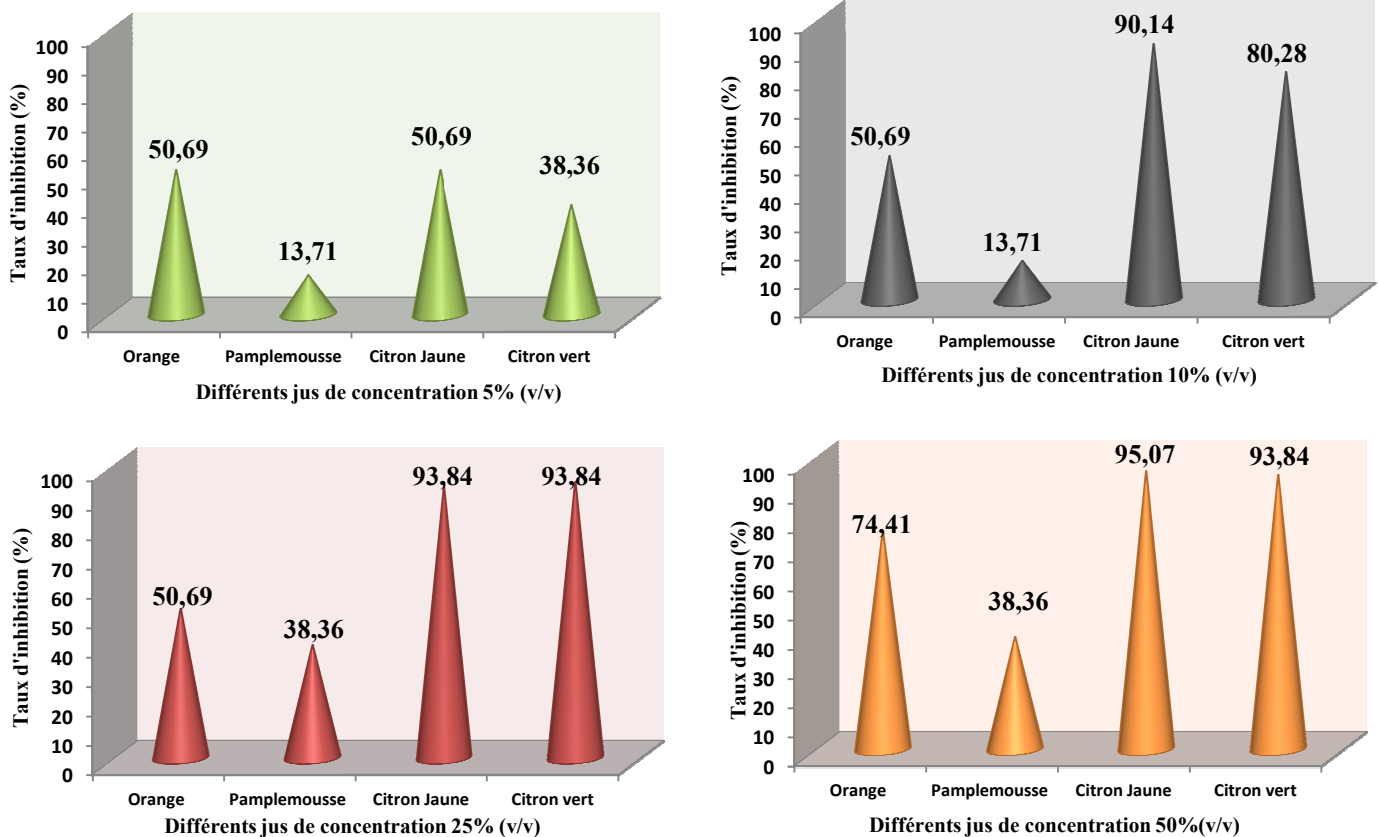 Taux d'inhibition (%)
100
90
80
70
60
50
40
30
20
10
0
50,69
13,71
50,69
38,36
Orange
Pamplemousse
Citron Jaune
Citron vert
Différents jus de concentration 5% (v/v)
Taux d'inhibition (%)
100
90
80
70
60
50
40
30
20
10
0
50,69
13,71
90,14
80,28
Orange
Pamplemousse
Citron Jaune
Citron vert
Différents jus de concentration 10% (v/v)
Taux d'inhibition (%)
100
90
80
70
60
50
40
30
20
10
0
50,69
38,36
93,84
93,84
Orange
Pamplemousse
Citron Jaune
Citron vert
Différents jus de concentration 25% (v/v)
Taux d'inhibition (%)
100
90
80
70
60
50
40
30
20
10
0
74,41
38,36
95,07
93,84
Orange
Pamplemousse
Citron Jaune
Citron vert
Différents jus de concentration 50%(v/v)